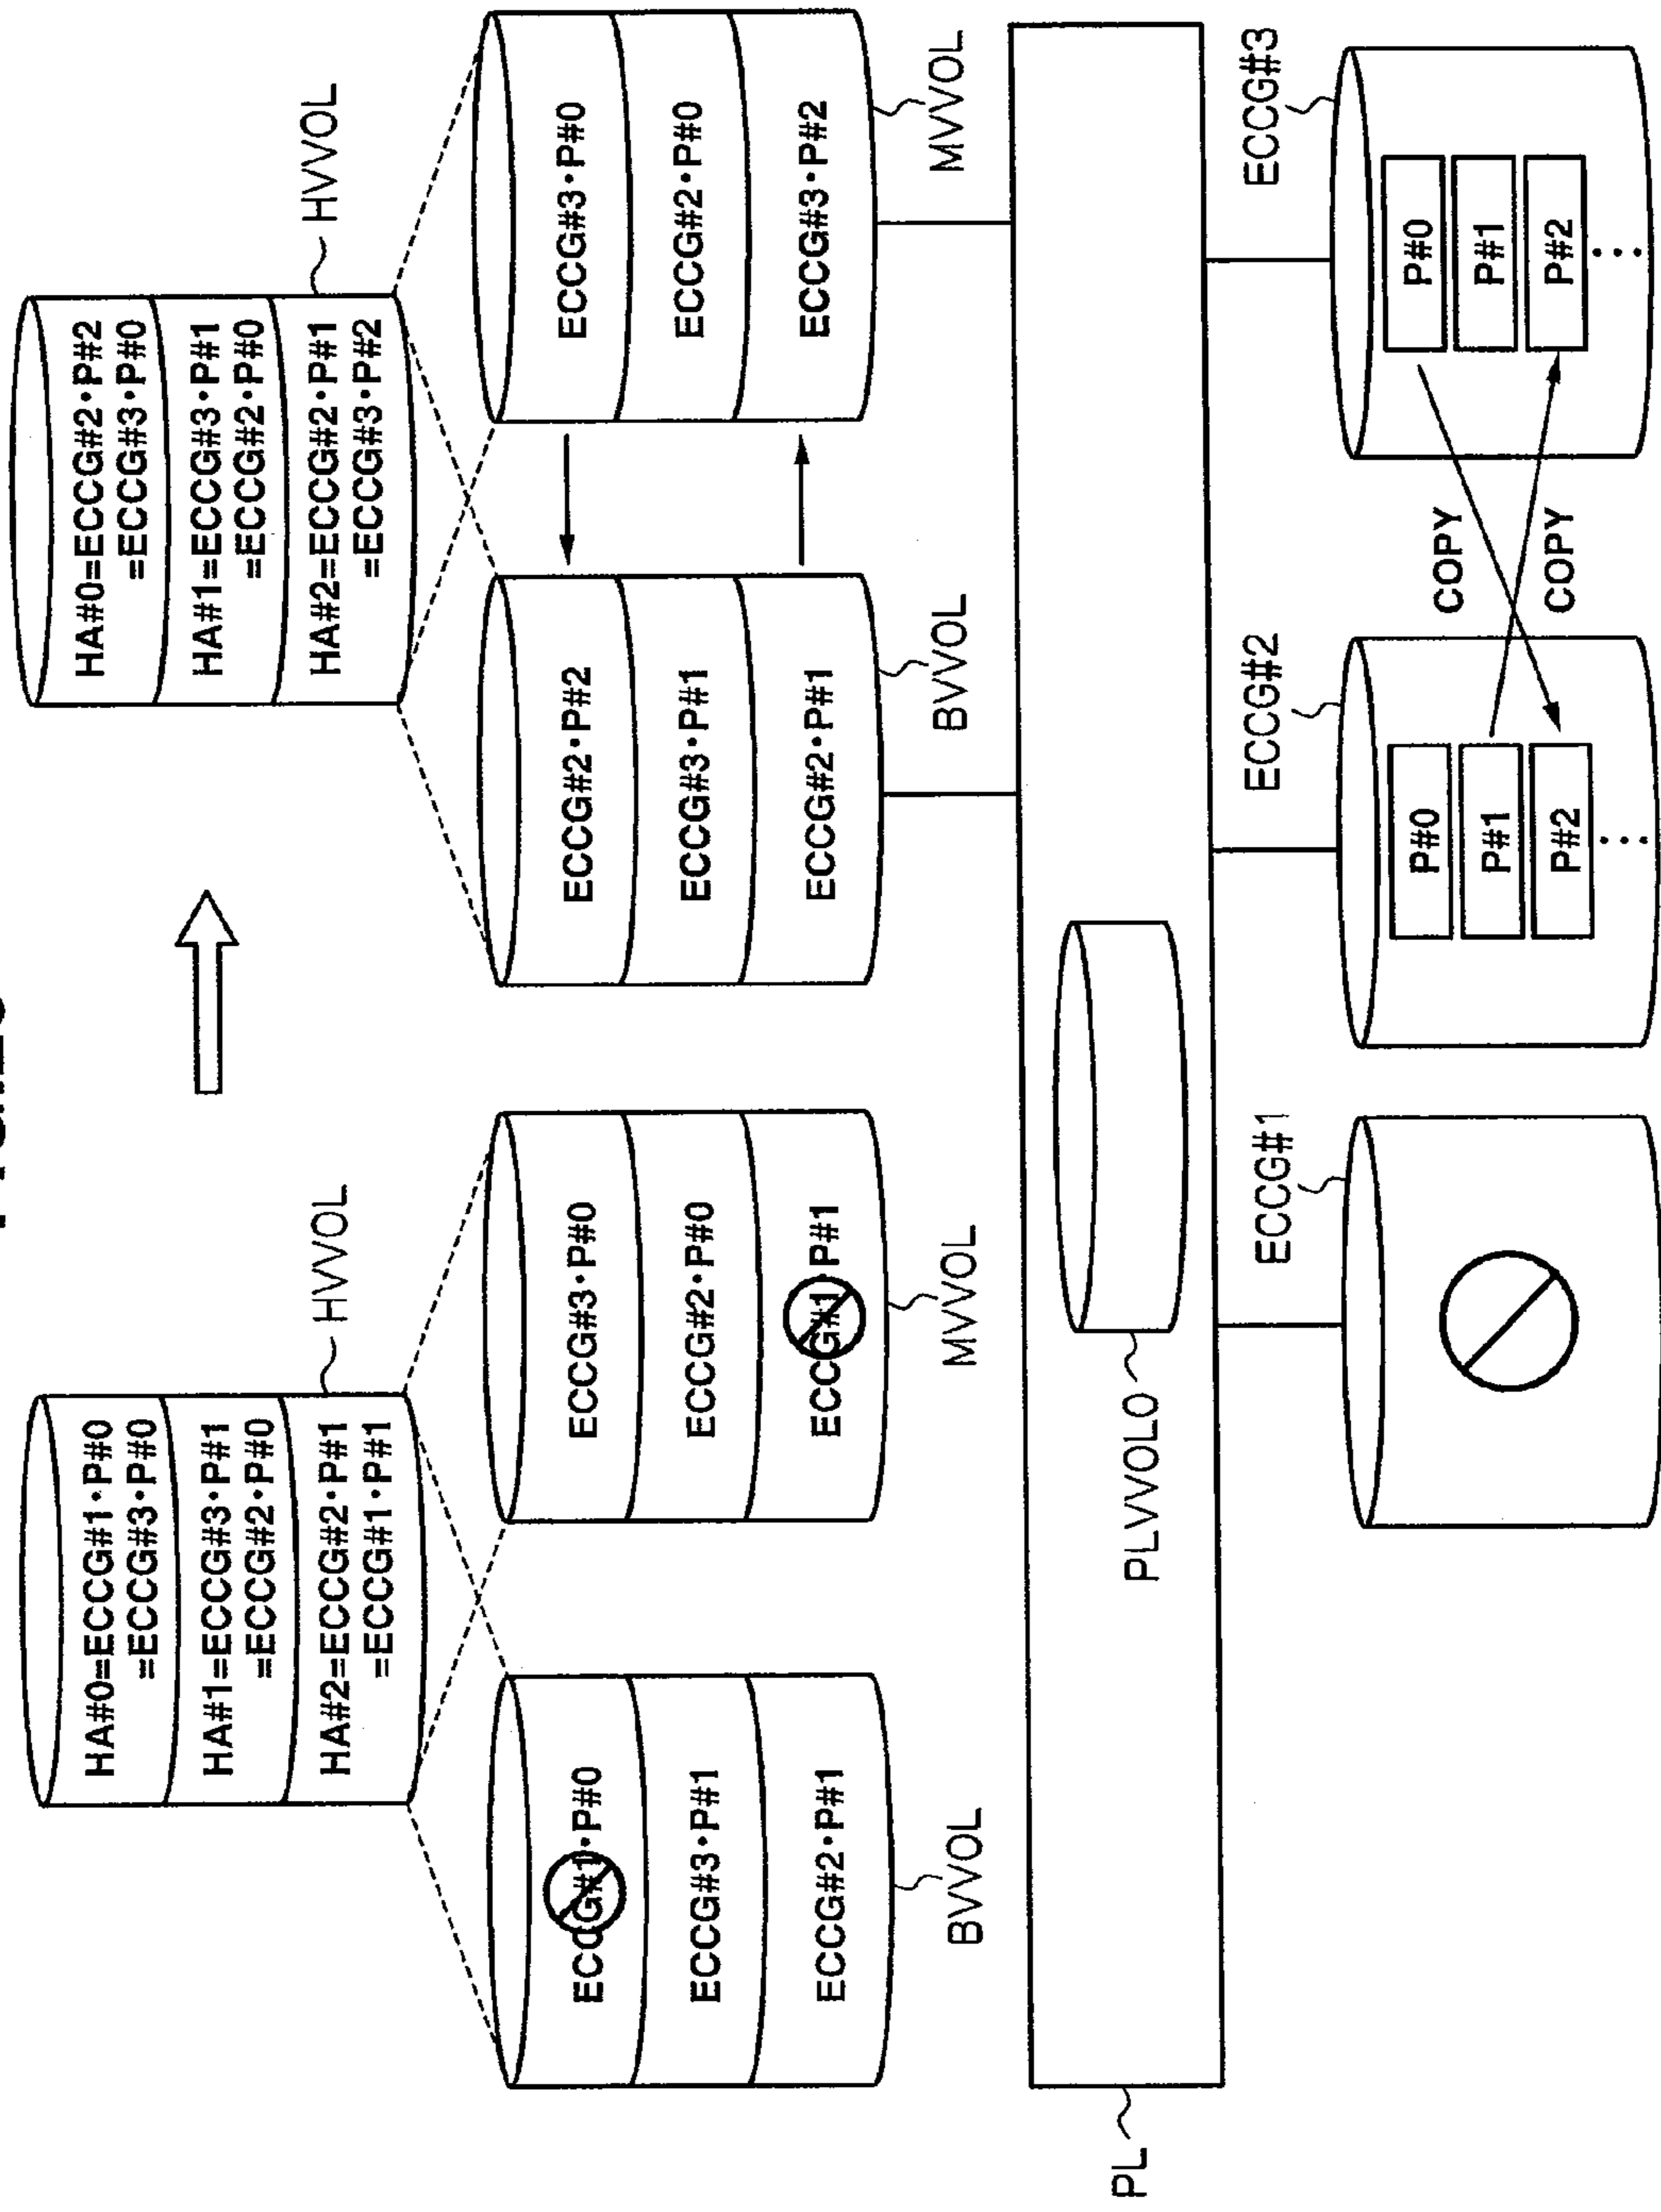 HVVOL
HA#0=ECCG#1·P#0
=ECCG#3·P#0
HA#1=ECCG#3·P#1
=ECCG#2·P#0
HA#2=ECCG#2·P#1
=ECCG#1·P#1
HVVOL
HA#0=ECCG#2·P#2
=ECCG#3·P#0
HA#1=ECCG#3·P#1
=ECCG#2·P#0
HA#2=ECCG#2·P#1
=ECCG#3·P#2
ECCG#1·P#0
ECCG#3·P#1
ECCG#2·P#1
BVVOL
ECCG#3·P#0
ECCG#2·P#0
ECCG#1·P#1
MVVOL
ECCG#2·P#2
ECCG#3·P#1
ECCG#2·P#1
BVVOL
ECCG#3·P#0
ECCG#2·P#0
ECCG#3·P#2
MVVOL
PL
PLVVOL0
ECCG#1
ECCG#2
P#0
P#1
P#2
COPY
COPY
ECCG#3
P#0
P#1
P#2